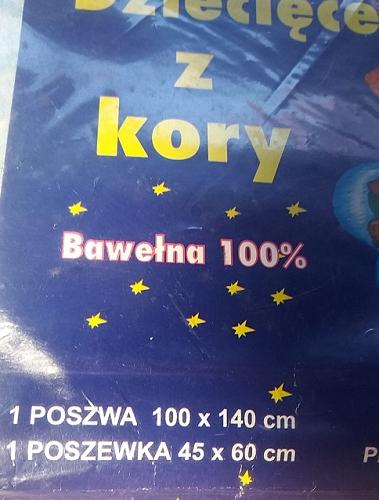 Dziecięce
z
kory
Bawełna 100%
1 POSZWA 100 x 140 cm
1 POSZEWKA 45 x 60 cm